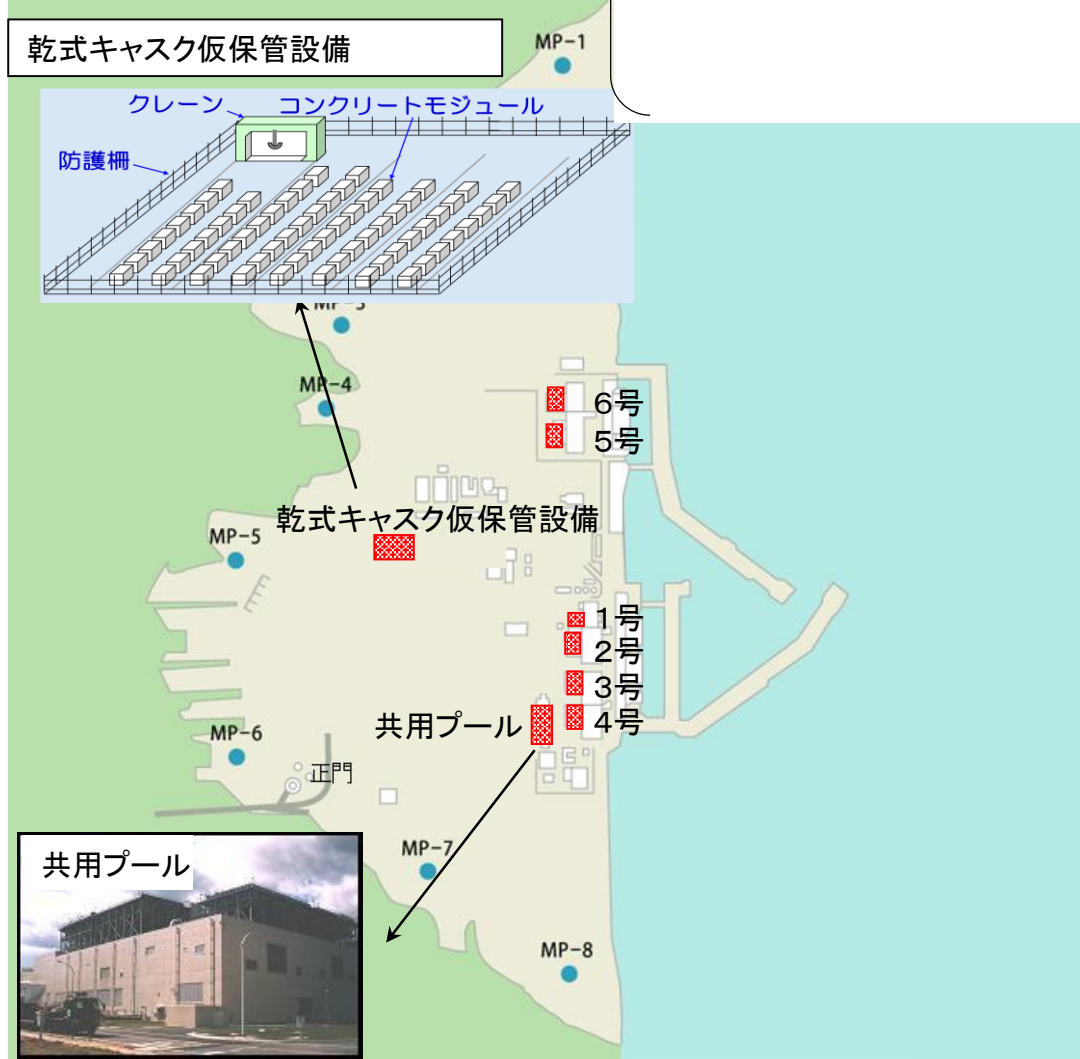 乾式キャスク仮保管設備
MP-1
クレーン
コンクリートモジュール
防護柵
MP-3
MP-4
6号
5号
乾式キャスク仮保管設備
MP-5
1号
2号
3号
共用プール
4号
MP-6
正門
共用プール
MP-7
MP-8